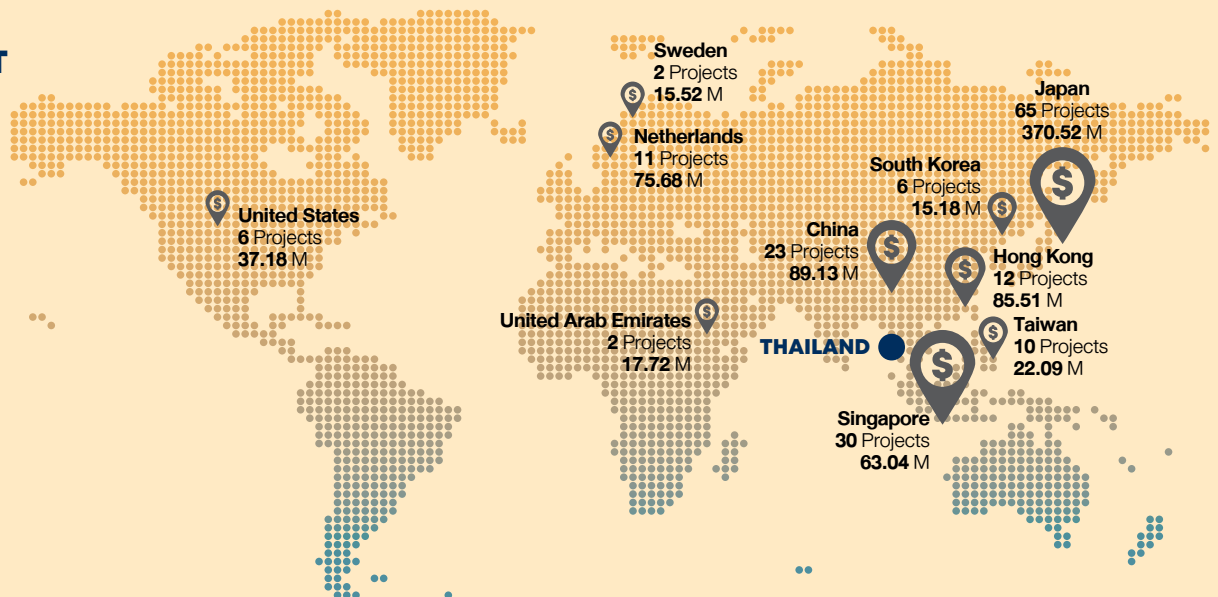 T
Sweden
2 Projects
15.52 M
Japan
65 Projects
370.52 M
Netherlands
11 Projects
75.68 M
South Korea
6 Projects
15.18 M
United States
6 Projects
37.18 M
China
23 Projects
89.13 M
Hong Kong
12 Projects
85.51 M
United Arab Emirates
2 Projects
17.72 M
Taiwan
10 Projects
22.09 M
THAILAND
Singapore
30 Projects
63.04 M